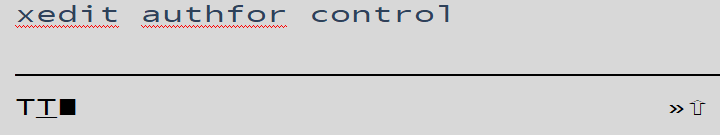 xedit authfor control
TT■ »⇧